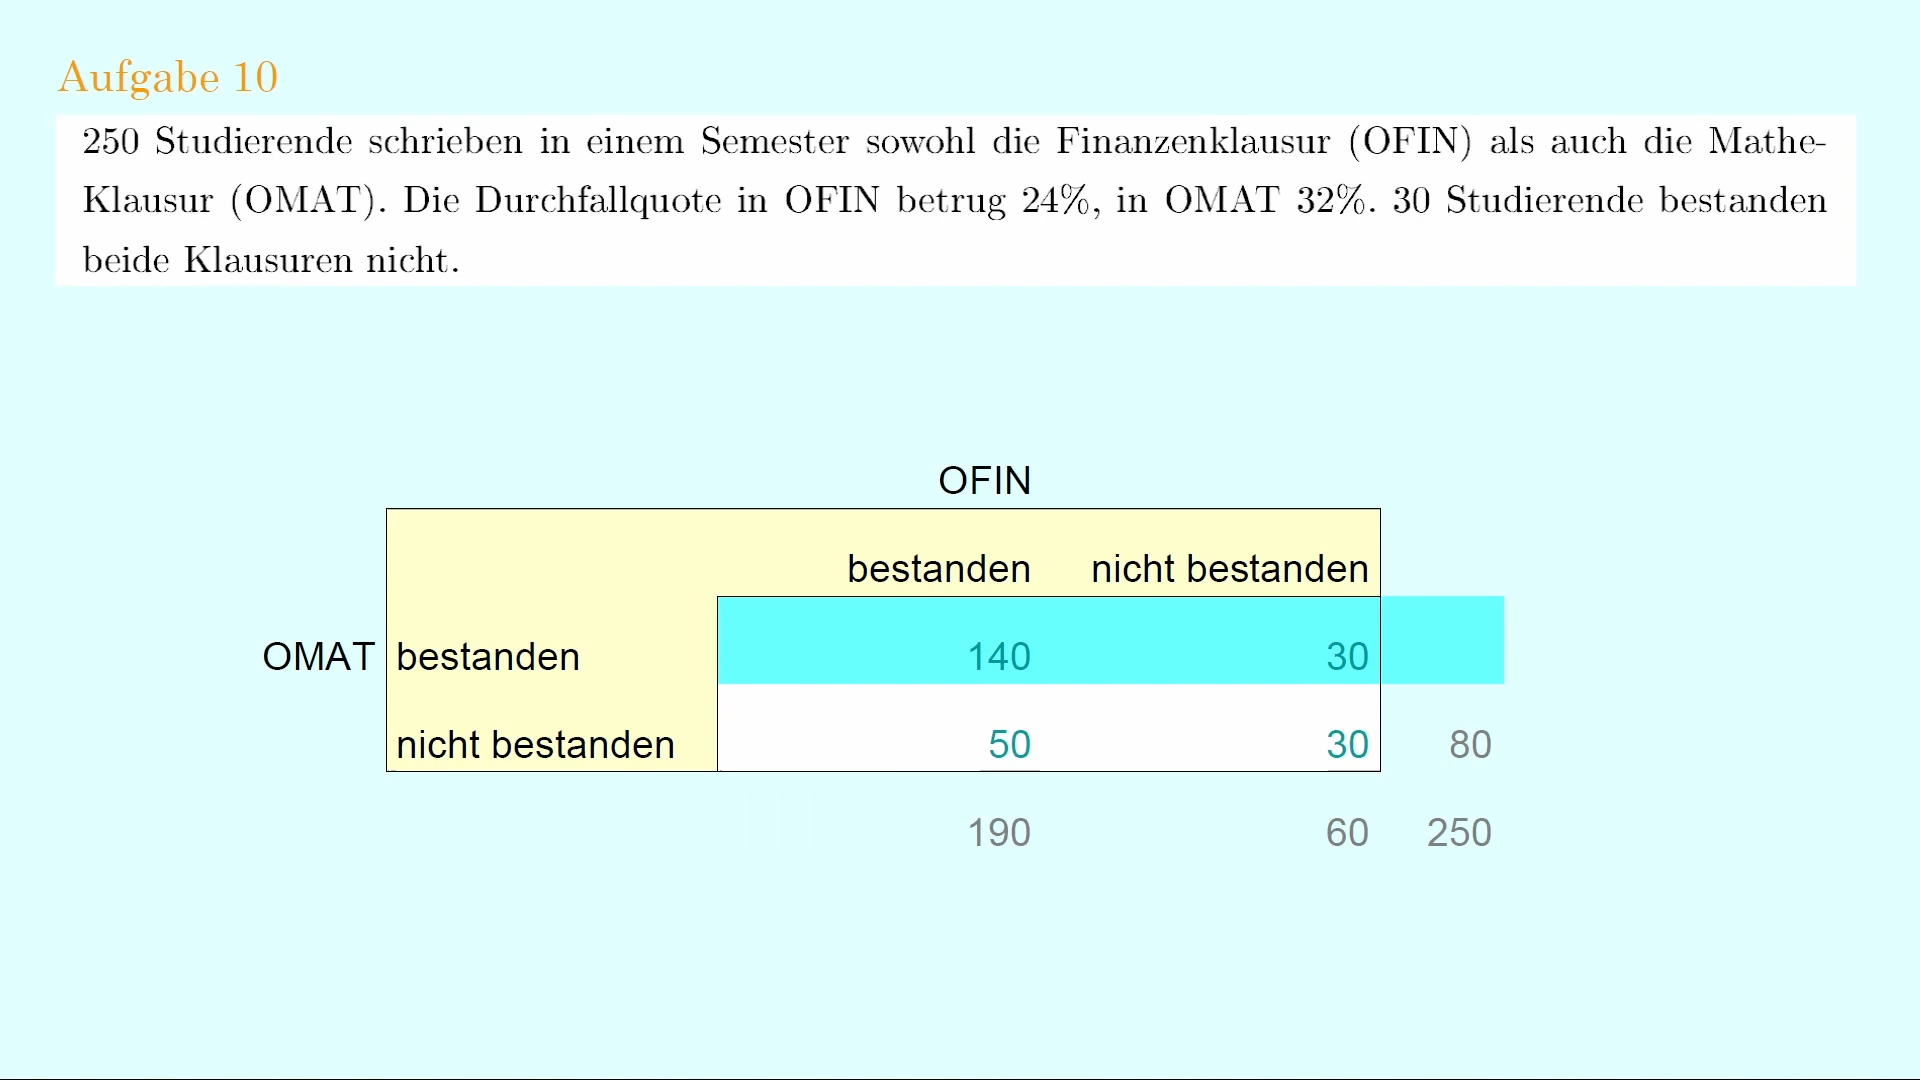 Aufgabe 10
250 Studierende schrieben in einem Semester sowohl die Finanzenklausur (OFIN) als auch die Mathe-
Klausur (OMAT). Die Durchfallquote in OFIN betrug 24%, in OMAT 32%. 30 Studierende bestanden
beide Klausuren nicht.
OFIN
bestanden nicht bestanden
OMAT bestanden 140 30
nicht bestanden 50 30 80
190 60 250